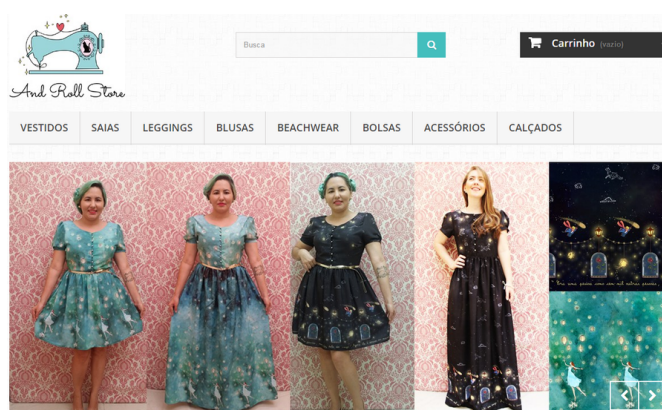 And Roll Store
Busca
Carrinho (vazio)
VESTIDOS SAIAS LEGGINGS BLUSAS BEACHWEAR BOLSAS ACESSÓRIOS CALÇADOS